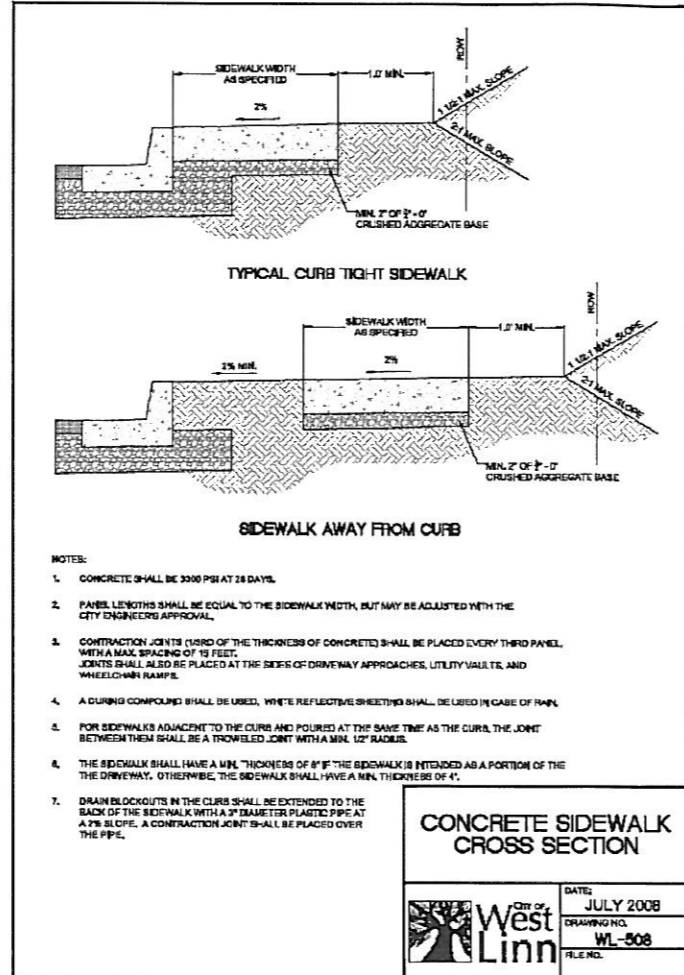 ROW
SIDEWALK WIDTH
AS SPECIFIED
1.0' MIN.
2%
1 1/2:1 MAX. SLOPE
2:1 MAX. SLOPE
MIN. 2" OF ¾" - 0"
CRUSHED AGGREGATE BASE
TYPICAL CURB TIGHT SIDEWALK
ROW
SIDEWALK WIDTH
AS SPECIFIED
1.0' MIN.
2% MIN.
2%
1 1/2:1 MAX. SLOPE
2:1 MAX. SLOPE
MIN. 2" OF ¾" - 0"
CRUSHED AGGREGATE BASE
SIDEWALK AWAY FROM CURB
NOTES:
1. CONCRETE SHALL BE 3300 PSI AT 28 DAYS.
2. PANEL LENGTHS SHALL BE EQUAL TO THE SIDEWALK WIDTH, BUT MAY BE ADJUSTED WITH THE
CITY ENGINEER'S APPROVAL.
3. CONTRACTION JOINTS (1/3RD OF THE THICKNESS OF CONCRETE) SHALL BE PLACED EVERY THIRD PANEL,
WITH A MAX. SPACING OF 15 FEET.
JOINTS SHALL ALSO BE PLACED AT THE SIDES OF DRIVEWAY APPROACHES, UTILITY VAULTS, AND
WHEELCHAIR RAMPS.
4. A CURING COMPOUND SHALL BE USED, WHITE REFLECTIVE SHEETING SHALL BE USED IN CASE OF RAIN.
5. FOR SIDEWALKS ADJACENT TO THE CURB AND POURED AT THE SAME TIME AS THE CURB, THE JOINT
BETWEEN THEM SHALL BE A TROWELED JOINT WITH A MIN. 1/2" RADIUS.
6. THE SIDEWALK SHALL HAVE A MIN. THICKNESS OF 6" IF THE SIDEWALK IS INTENDED AS A PORTION OF THE
THE DRIVEWAY. OTHERWISE, THE SIDEWALK SHALL HAVE A MIN. THICKNESS OF 4".
7. DRAIN BLOCKOUTS IN THE CURB SHALL BE EXTENDED TO THE
BACK OF THE SIDEWALK WITH A 3" DIAMETER PLASTIC PIPE AT
A 2% SLOPE. A CONTRACTION JOINT SHALL BE PLACED OVER
THE PIPE.
CONCRETE SIDEWALK
CROSS SECTION
CITY OF
West
Linn
DATE:
JULY 2008
DRAWING NO.
WL-508
FILE NO.